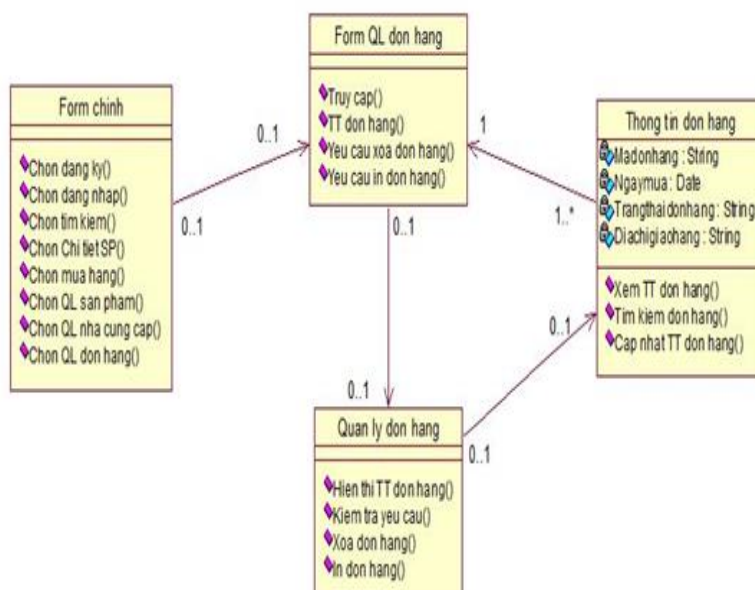 Form QL don hang
Truy cap()
TT don hang()
Yeu cau xoa don hang()
Yeu cau in don hang()
Form chinh
Chon dang ky()
Chon dang nhap()
Chon tim kiem()
Chon Chi tiet SP()
Chon mua hang()
Chon QL san pham()
Chon QL nha cung cap()
Chon QL don hang()
0..1
0..1
1
1..*
Thong tin don hang
Madonhang : String
Ngaymua : Date
Trangthaidonhang : String
Diachigiaohang : String
Xem TT don hang()
Tim kiem don hang()
Cap nhat TT don hang()
0..1
0..1
0..1
0..1
Quan ly don hang
Hien thi TT don hang()
Kiem tra yeu cau()
Xoa don hang()
In don hang()